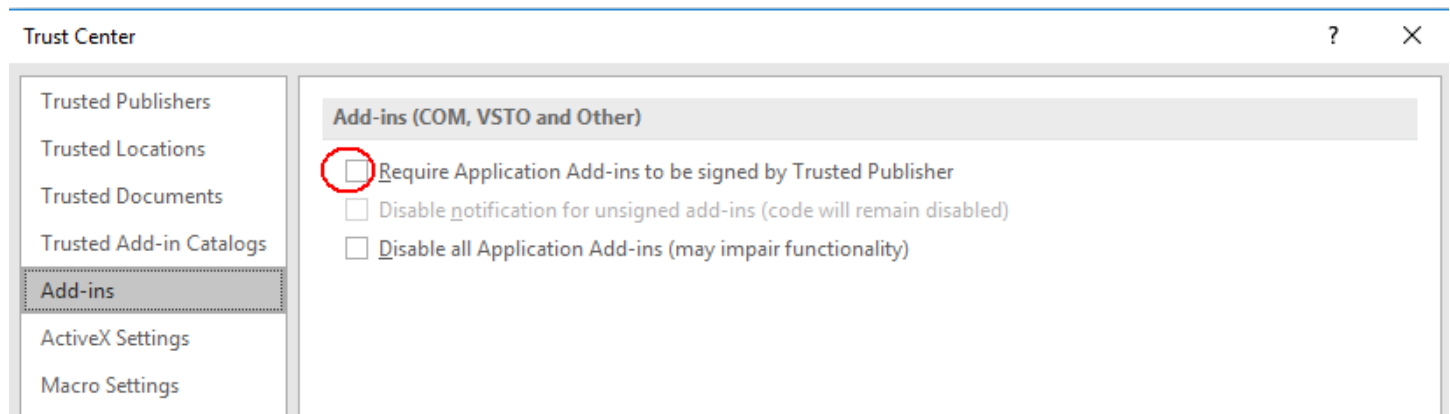 Trust Center
?
Trusted Publishers
Trusted Locations
Trusted Documents
Trusted Add-in Catalogs
Add-ins
ActiveX Settings
Macro Settings
Add-ins (COM, VSTO and Other)
Require Application Add-ins to be signed by Trusted Publisher
Disable notification for unsigned add-ins (code will remain disabled)
Disable all Application Add-ins (may impair functionality)